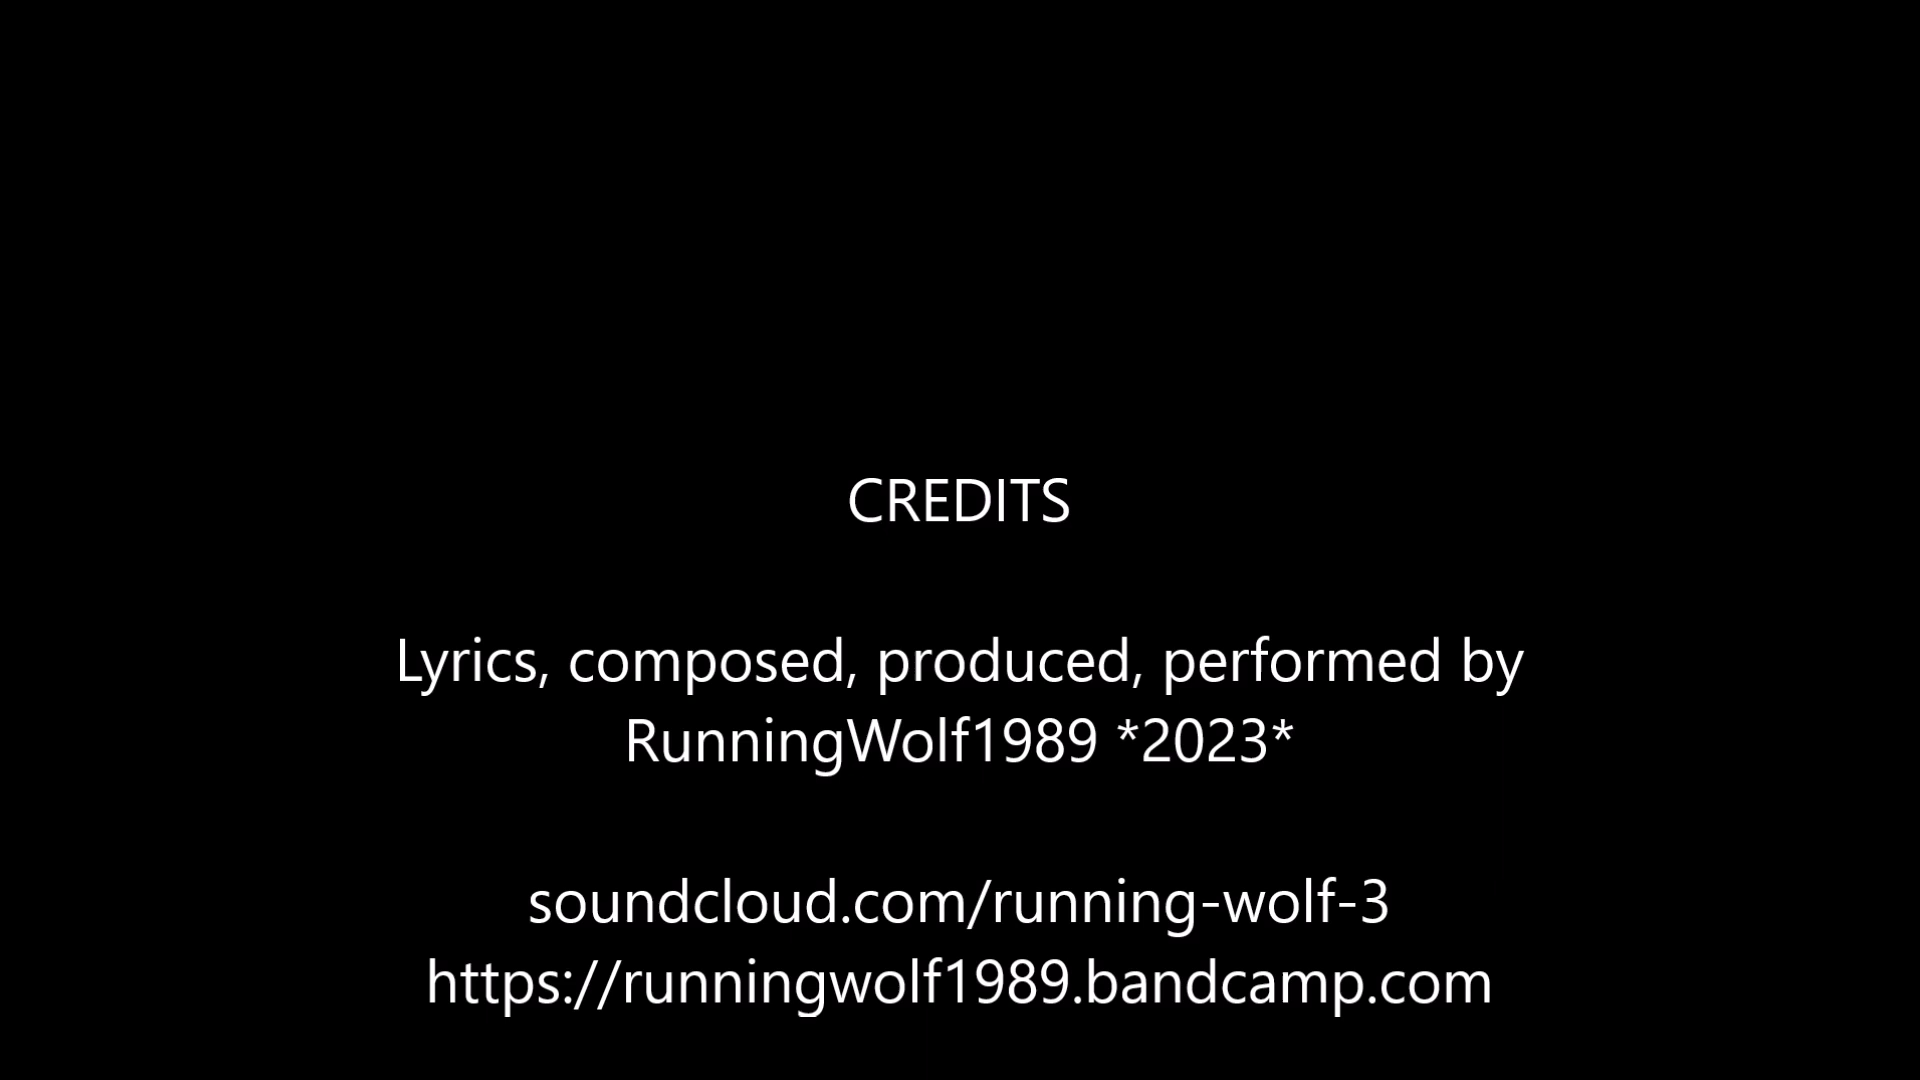 CREDITS
Lyrics, composed, produced, performed by
RunningWolf1989 *2023*
soundcloud.com/running-wolf-3
https://runningwolf1989.bandcamp.com